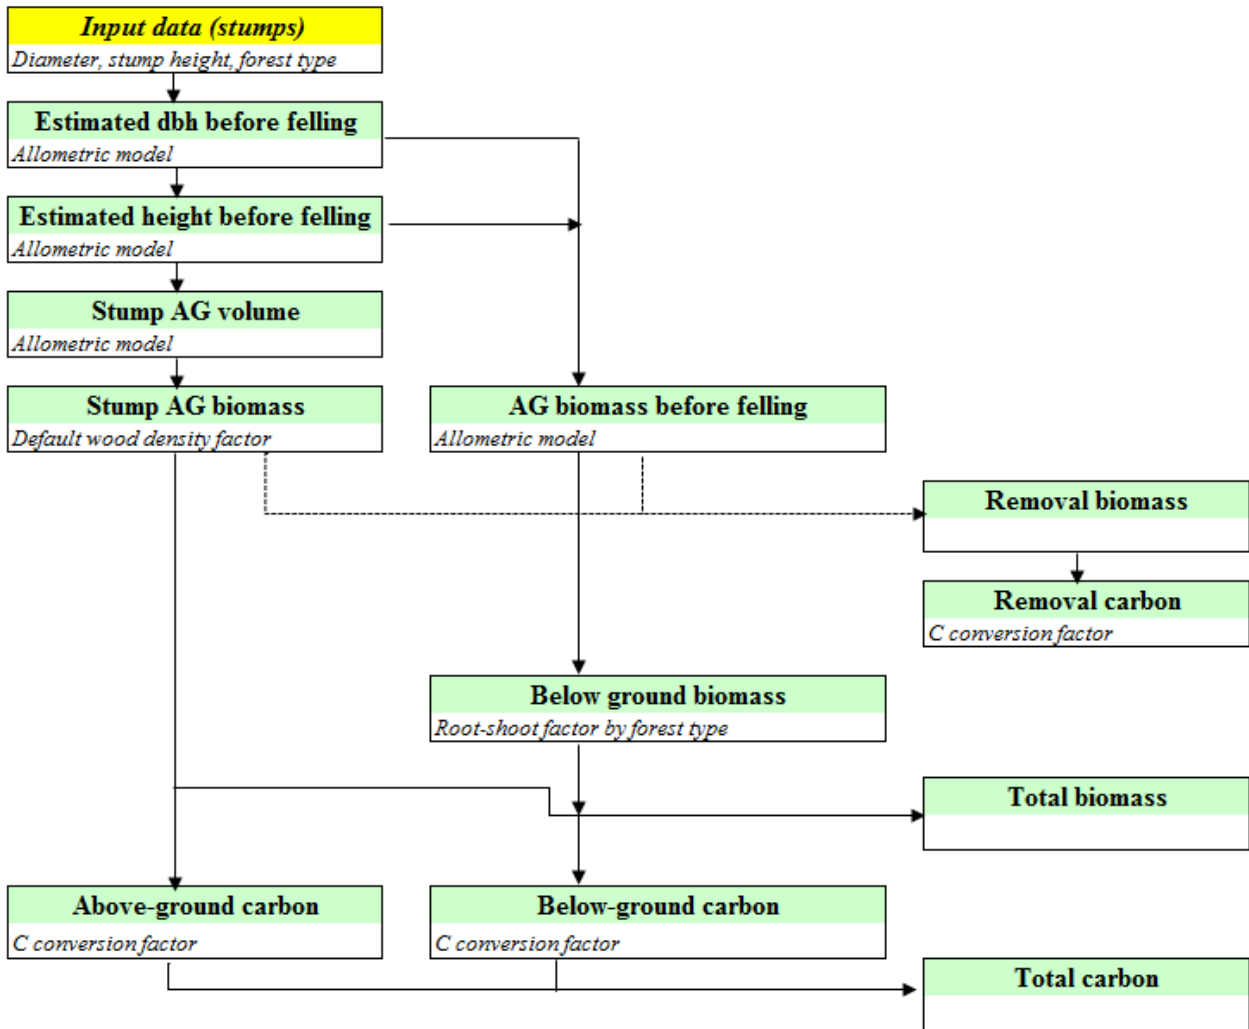 Input data (stumps)
Diameter, stump height, forest type
Estimated dbh before felling
Allometric model
Estimated height before felling
Allometric model
Stump AG volume
Allometric model
Stump AG biomass
Default wood density factor
AG biomass before felling
Allometric model
Removal biomass
Removal carbon
C conversion factor
Below ground biomass
Root-shoot factor by forest type
Total biomass
Above-ground carbon
C conversion factor
Below-ground carbon
C conversion factor
Total carbon